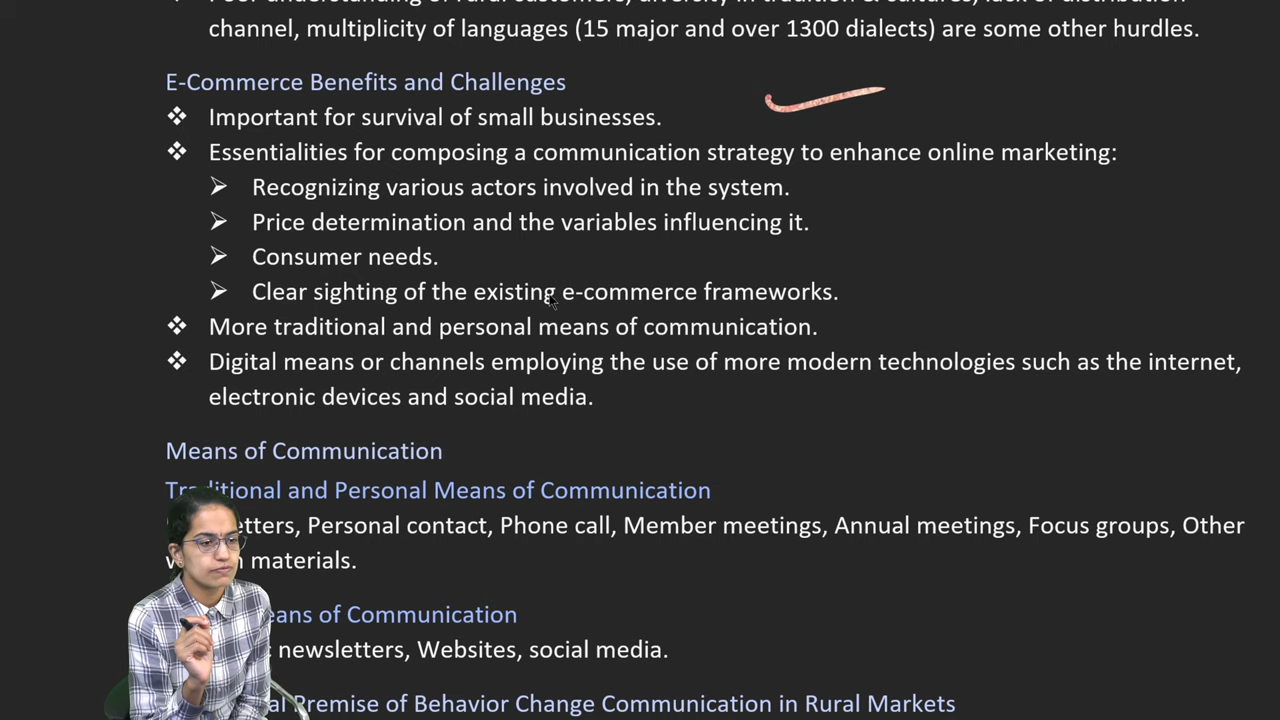 channel, multiplicity of languages (15 major and over 1300 dialects) are some other hurdles.
E-Commerce Benefits and Challenges
❖ Important for survival of small businesses.
❖ Essentialities for composing a communication strategy to enhance online marketing:
➢ Recognizing various actors involved in the system.
➢ Price determination and the variables influencing it.
➢ Consumer needs.
➢ Clear sighting of the existing e-commerce frameworks.
❖ More traditional and personal means of communication.
❖ Digital means or channels employing the use of more modern technologies such as the internet,
electronic devices and social media.
Means of Communication
Traditional and Personal Means of Communication
Personal contact, Phone call, Member meetings, Annual meetings, Focus groups, Other
materials.
of Communication
newsletters, Websites, social media.
Premise of Behavior Change Communication in Rural Markets